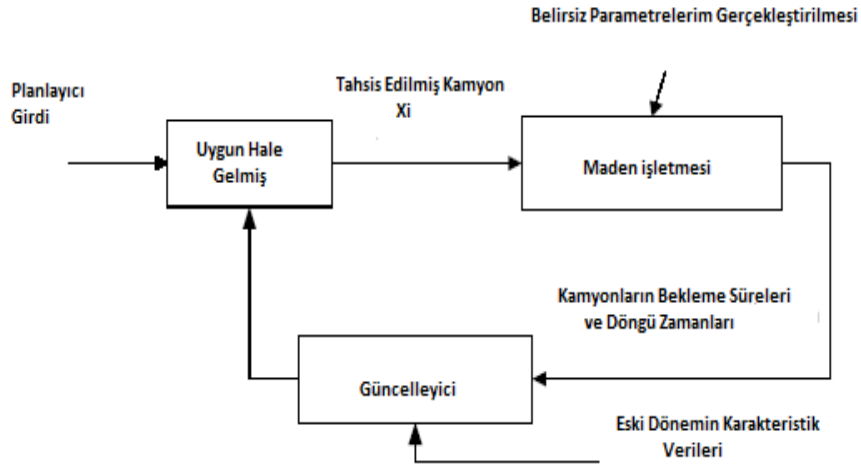 Belirsiz Parametrelerim Gerçekleştirilmesi
Planlayıcı
Girdi
Tahsis Edilmiş Kamyon
Xi
Uygun Hale
Gelmiş
Maden işletmesi
Kamyonların Bekleme Süreleri
ve Döngü Zamanları
Güncelleyici
Eski Dönemin Karakteristik
Verileri